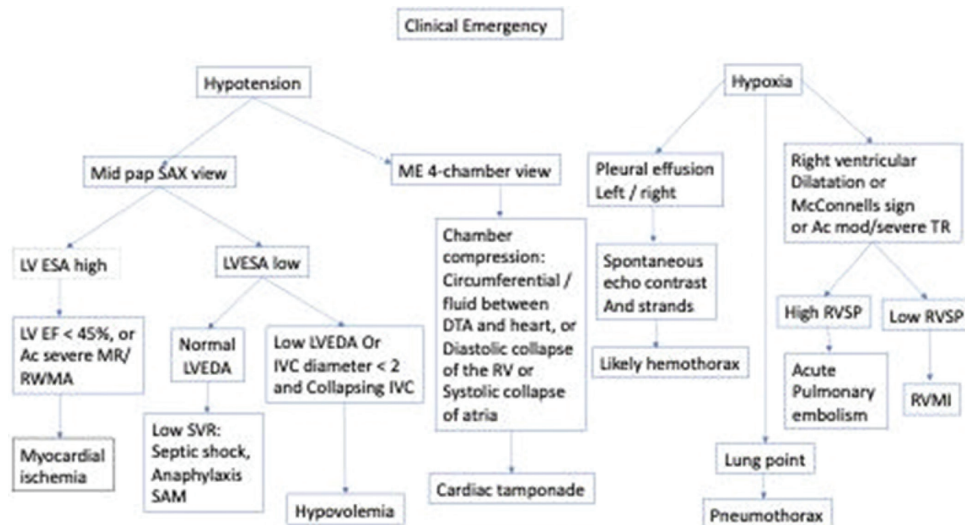 Clinical Emergency
Hypotension
Hypoxia
Mid pap SAX view
ME 4-chamber view
Pleural effusion
Left / right
Right ventricular
Dilatation or
McConnells sign
or Ac mod/severe TR
LV ESA high
LVESA low
Chamber
compression:
Circumferential /
fluid between
DTA and heart, or
Diastolic collapse
of the RV or
Systolic collapse
of atria
Spontaneous
echo contrast
And strands
High RVSP
Low RVSP
LV EF < 45%, or
Ac severe MR/
RWMA
Normal
LVEDA
Low LVEDA Or
IVC diameter < 2
and Collapsing IVC
Likely hemothorax
Acute
Pulmonary
embolism
RVMI
Myocardial
ischemia
Low SVR:
Septic shock,
Anaphylaxis
SAM
Hypovolemia
Cardiac tamponade
Lung point
Pneumothorax